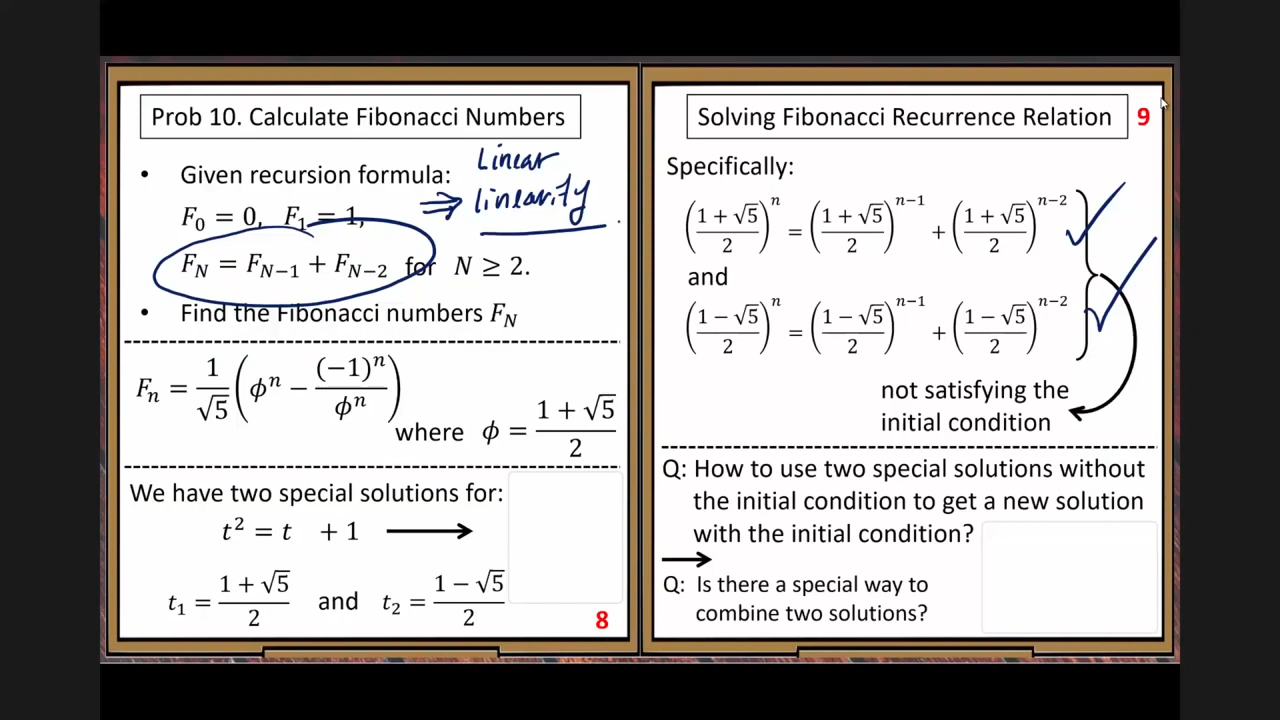 Prob 10. Calculate Fibonacci Numbers
• Given recursion formula:
Linear
F₀ = 0, F₁ = 1,
⇒ linearity
F_N = F_{N−1} + F_{N−2} for N ≥ 2.
• Find the Fibonacci numbers F_N
F_n = 1/√5 (ϕⁿ − (−1)ⁿ/ϕⁿ)
where ϕ = (1 + √5)/2
We have two special solutions for:
t² = t + 1 ⟶
t₁ = (1 + √5)/2 and t₂ = (1 − √5)/2
8
Solving Fibonacci Recurrence Relation 9
Specifically:
((1 + √5)/2)ⁿ = ((1 + √5)/2)ⁿ⁻¹ + ((1 + √5)/2)ⁿ⁻²
and
((1 − √5)/2)ⁿ = ((1 − √5)/2)ⁿ⁻¹ + ((1 − √5)/2)ⁿ⁻²
not satisfying the
initial condition
Q: How to use two special solutions without
the initial condition to get a new solution
with the initial condition?
⟶
Q: Is there a special way to
combine two solutions?